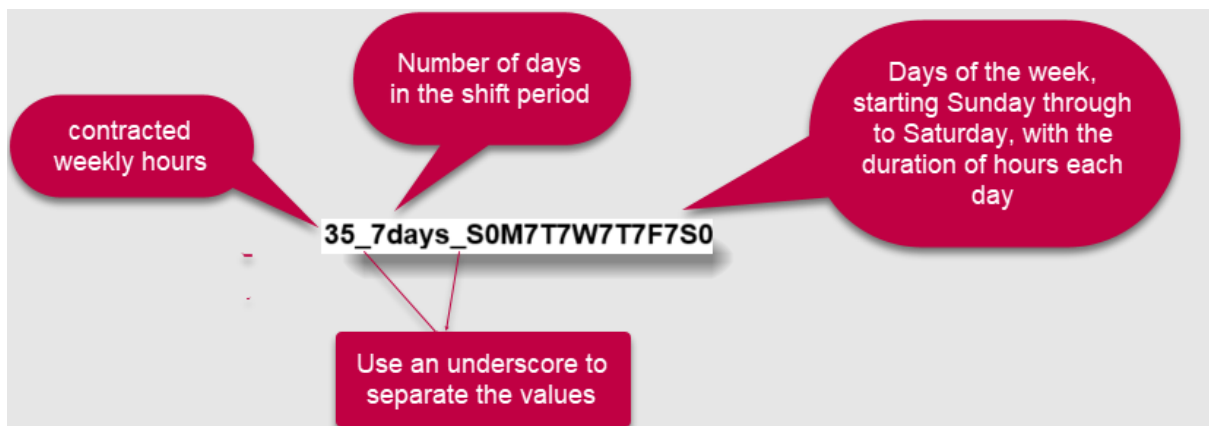 Number of days
in the shift period
contracted
weekly hours
Days of the week,
starting Sunday through
to Saturday, with the
duration of hours each
day
35_7days_S0M7T7W7T7F7S0
Use an underscore to
separate the values